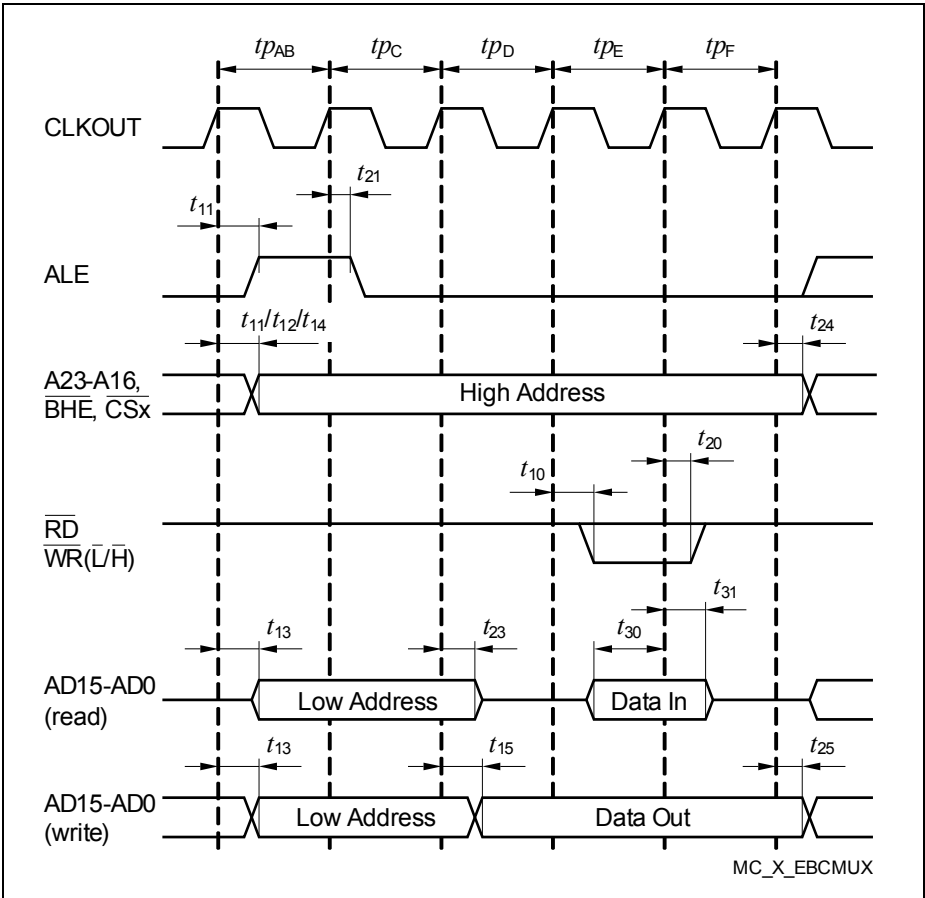 tpAB tpC tpD tpE tpF
CLKOUT
t21
t11
ALE
t11/t12/t14 t24
A23-A16,
BHE, CSx
High Address
t20
t10
RD
WR(L/H)
t31
t13 t23 t30
AD15-AD0
(read)
Low Address Data In
t13 t15 t25
AD15-AD0
(write)
Low Address Data Out
MC_X_EBCMUX